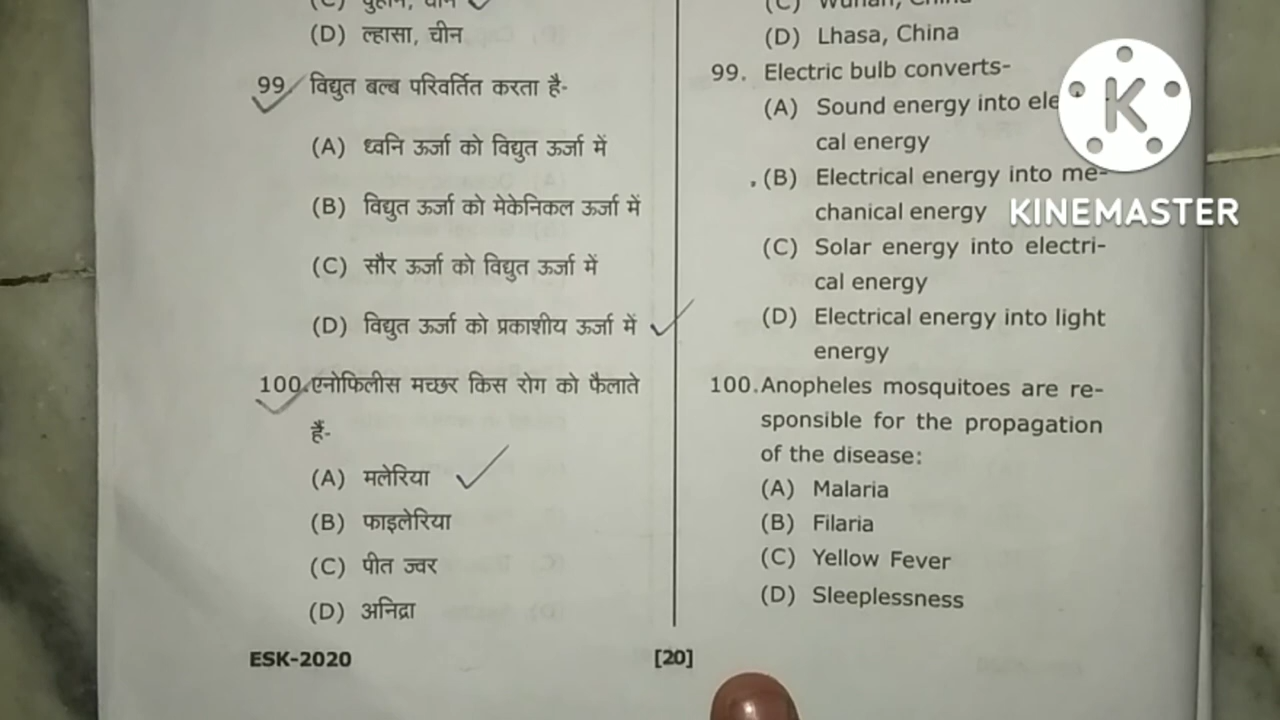 (C) वुहान, चीन
(D) ल्हासा, चीन
99. विद्युत बल्ब परिवर्तित करता है-
(A) ध्वनि ऊर्जा को विद्युत ऊर्जा में
(B) विद्युत ऊर्जा को मेकेनिकल ऊर्जा में
(C) सौर ऊर्जा को विद्युत ऊर्जा में
(D) विद्युत ऊर्जा को प्रकाशीय ऊर्जा में
100. एनोफिलीस मच्छर किस रोग को फैलाते
हैं-
(A) मलेरिया
(B) फाइलेरिया
(C) पीत ज्वर
(D) अनिद्रा
(C) Wuhan, China
(D) Lhasa, China
99. Electric bulb converts-
(A) Sound energy into
cal energy
(B) Electrical energy into me-
chanical energy
(C) Solar energy into electri-
cal energy
(D) Electrical energy into light
energy
100. Anopheles mosquitoes are re-
sponsible for the propagation
of the disease:
(A) Malaria
(B) Filaria
(C) Yellow Fever
(D) Sleeplessness
ESK-2020
[20]
K
KINEMASTER